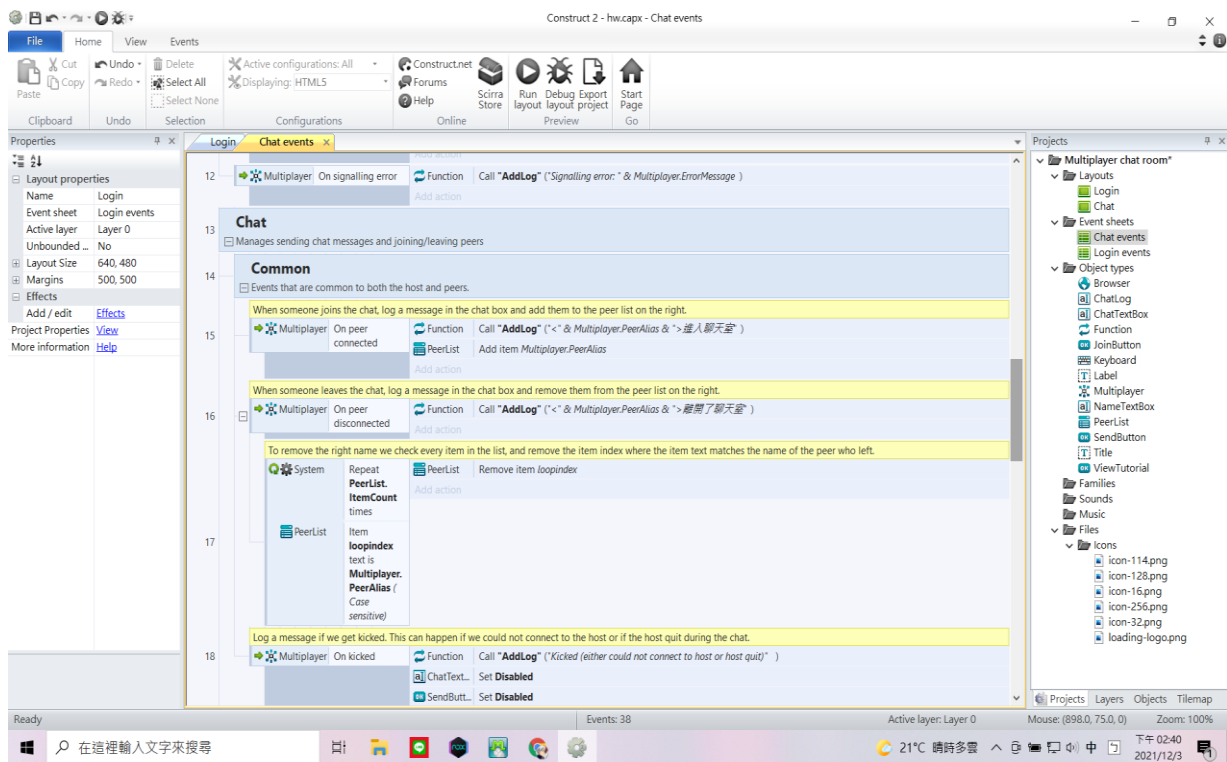 Construct 2 - hw.capx - Chat events
File Home View Events
Paste Cut Copy
Undo Redo
Delete Select All Select None
Active configurations: All
Displaying: HTML5
Construct.net Forums Help
Scirra Store
Run layout Debug layout Export project
Start Page
Clipboard Undo Selection Configurations Online Preview Go
Properties
Layout properties
Name Login
Event sheet Login events
Active layer Layer 0
Unbounded ... No
Layout Size 640, 480
Margins 500, 500
Effects
Add / edit Effects
Project Properties View
More information Help
Login Chat events
Add action
12 Multiplayer On signalling error Function Call "AddLog" ("Signalling error: " & Multiplayer.ErrorMessage )
Add action
13 Chat
Manages sending chat messages and joining/leaving peers
14 Common
Events that are common to both the host and peers.
When someone joins the chat, log a message in the chat box and add them to the peer list on the right.
15 Multiplayer On peer connected Function Call "AddLog" ("<" & Multiplayer.PeerAlias & ">進入聊天室" )
PeerList Add item Multiplayer.PeerAlias
Add action
When someone leaves the chat, log a message in the chat box and remove them from the peer list on the right.
16 Multiplayer On peer disconnected Function Call "AddLog" ("<" & Multiplayer.PeerAlias & ">離開了聊天室" )
Add action
To remove the right name we check every item in the list, and remove the item index where the item text matches the name of the peer who left.
17 System Repeat PeerList.ItemCount times PeerList Remove item loopindex
Add action
PeerList Item loopindex text is Multiplayer.PeerAlias (Case sensitive)
Log a message if we get kicked. This can happen if we could not connect to the host or if the host quit during the chat.
18 Multiplayer On kicked Function Call "AddLog" ("Kicked (either could not connect to host or host quit)" )
ChatText... Set Disabled
SendButt... Set Disabled
Projects
Multiplayer chat room*
Layouts
Login
Chat
Event sheets
Chat events
Login events
Object types
Browser
ChatLog
ChatTextBox
Function
JoinButton
Keyboard
Label
Multiplayer
NameTextBox
PeerList
SendButton
Title
ViewTutorial
Families
Sounds
Music
Files
Icons
icon-114.png
icon-128.png
icon-16.png
icon-256.png
icon-32.png
loading-logo.png
Projects Layers Objects Tilemap
Ready Events: 38 Active layer: Layer 0 Mouse: (898.0, 75.0, 0) Zoom: 100%
在這裡輸入文字來搜尋
21°C 晴時多雲 中 下午 02:40
2021/12/3